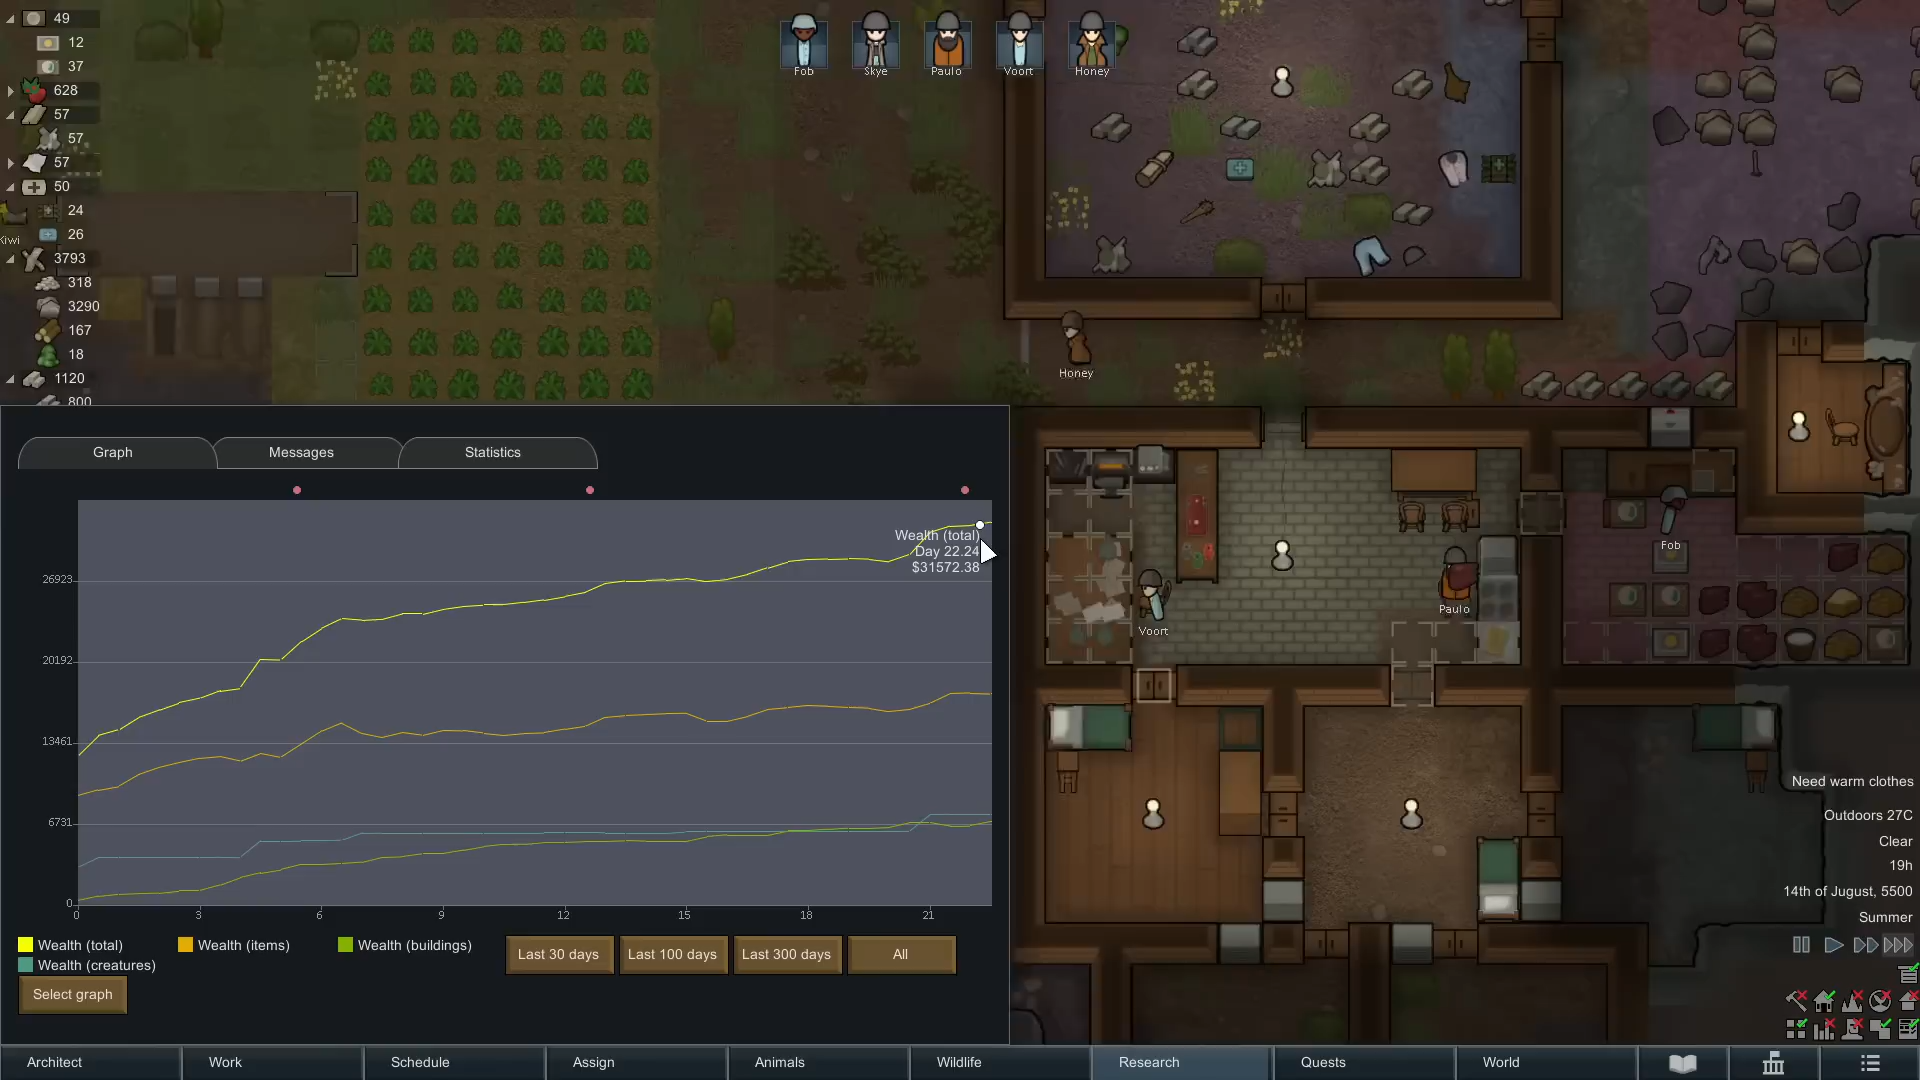 49
12
37
628
57
57
57
50
24
26
Kiwi
3793
318
3290
167
18
1120
800
Fob
Skye
Paulo
Voort
Honey
Honey
Fob
Paulo
Voort
Graph
Messages
Statistics
Wealth (total)
Day 22.24
$31572.38
26923
20192
13461
6731
0
0
3
6
9
12
15
18
21
Wealth (total)
Wealth (items)
Wealth (buildings)
Wealth (creatures)
Last 30 days
Last 100 days
Last 300 days
All
Select graph
Need warm clothes
Outdoors 27C
Clear
19h
14th of Jugust, 5500
Summer
Architect
Work
Schedule
Assign
Animals
Wildlife
Research
Quests
World